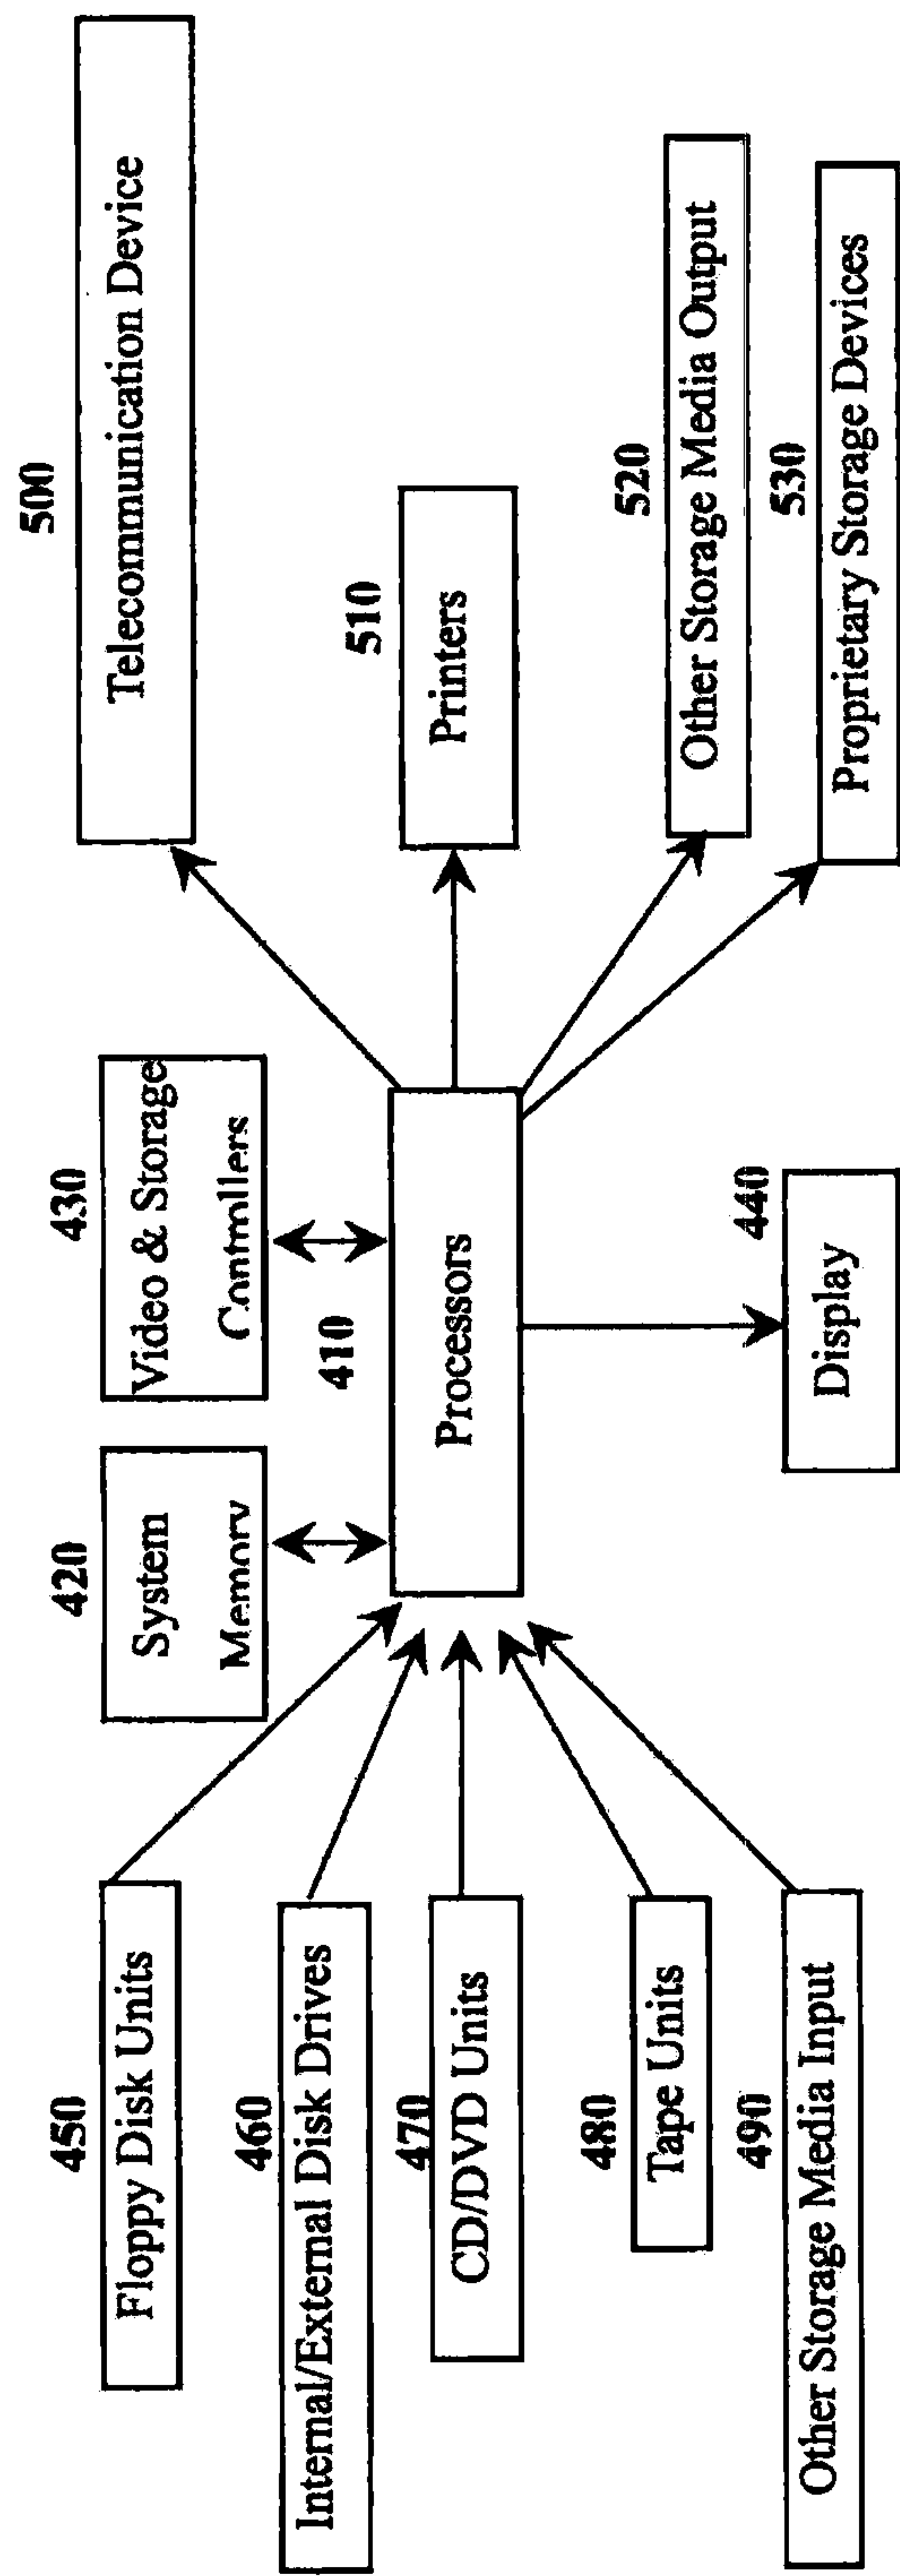 500
Telecommunication Device
430
Video & Storage
Controllers
420
System
Memory
450
Floppy Disk Units
510
Printers
410
Processors
460
Internal/External Disk Drives
470
CD/DVD Units
520
Other Storage Media Output
480
Tape Units
530
Proprietary Storage Devices
440
Display
490
Other Storage Media Input